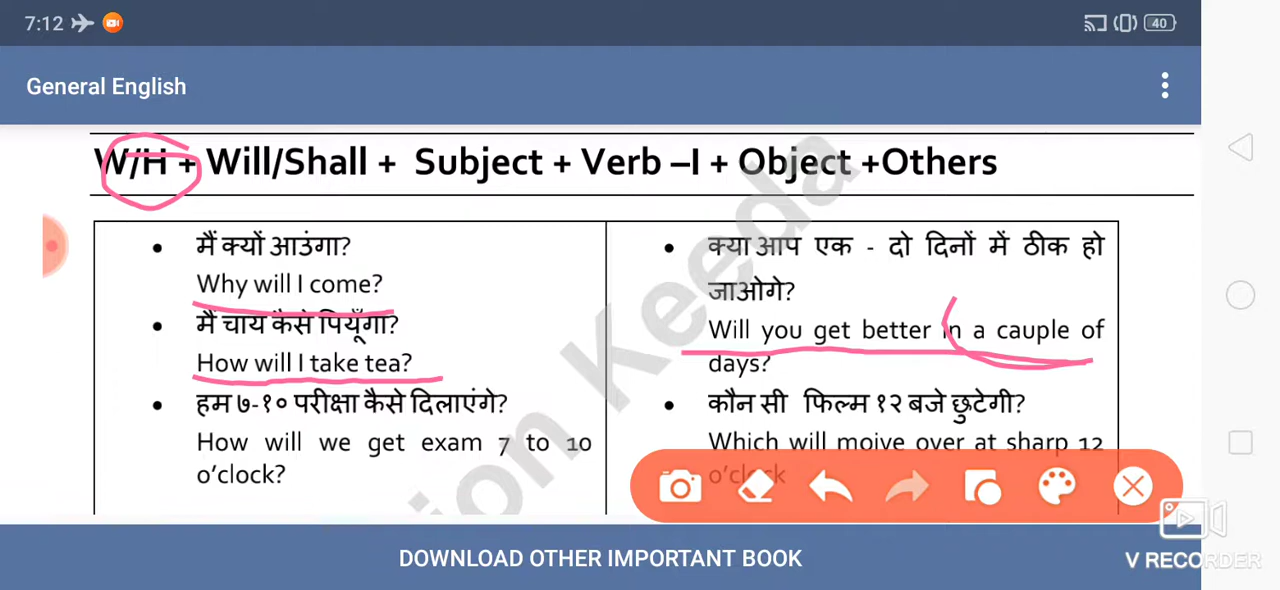 7:12
40
General English
W/H + Will/Shall + Subject + Verb –I + Object +Others
• मैं क्यों आउंगा?
Why will I come?
• मैं चाय कैसे पियूँगा?
How will I take tea?
• हम ७-१० परीक्षा कैसे दिलाएंगे?
How will we get exam 7 to 10
o'clock?
• क्या आप एक - दो दिनों में ठीक हो
जाओगे?
Will you get better in a cauple of
days?
• कौन सी फिल्म १२ बजे छुटेगी?
Which will moive over at sharp 12
o'clock
Keeda
DOWNLOAD OTHER IMPORTANT BOOK
V RECORDER